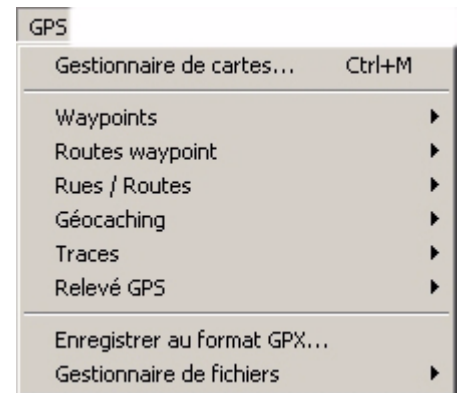 GPS
Gestionnaire de cartes... Ctrl+M
Waypoints
Routes waypoint
Rues / Routes
Géocaching
Traces
Relevé GPS
Enregistrer au format GPX...
Gestionnaire de fichiers